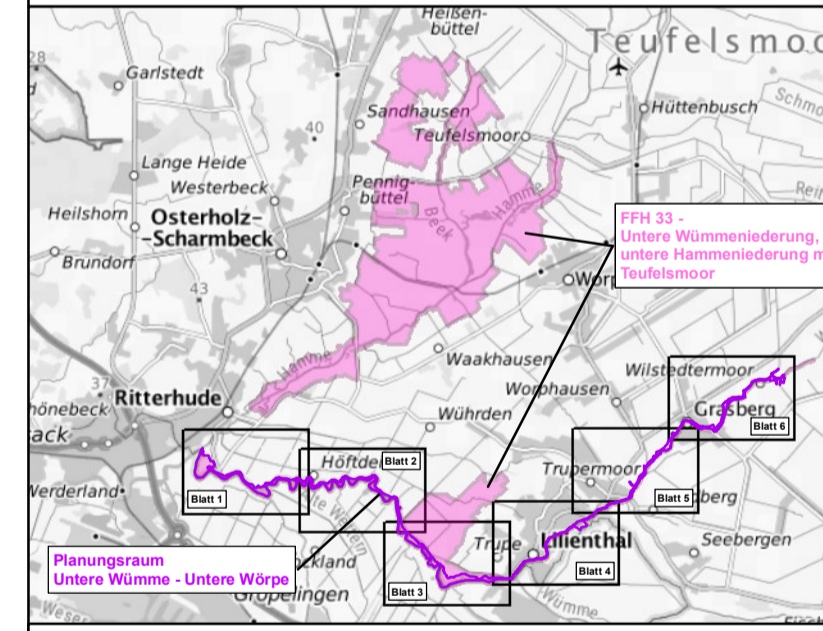 Heißen-
büttel
Teufelsmoo
28
Garlstedt
Sandhausen
Hüttenbusch
40
Teufelsmoor
Lange Heide
Westerbeck
Pennig-
büttel
Hamme
Beek
Heilshorn
Osterholz-
-Scharmbeck
Brundorf
FFH 33 -
Untere Wümmeniederung,
untere Hammeniederung m
Teufelsmoor
Worp
43
Hamme
Waakhausen
Wilstedtermoor
37
Worphausen
Ritterhude
hönebeck
Wührden
Grasberg
Blatt 6
ack
Höftde
Blatt 2
Trupermoor
Werderland
Blatt 1
Blatt 5
berg
Trupe
Lilienthal
Seebergen
Planungsraum
Untere Wümme - Untere Wörpe
ckland
Blatt 4
Blatt 3
Gröpelingen
Weser
Wümme